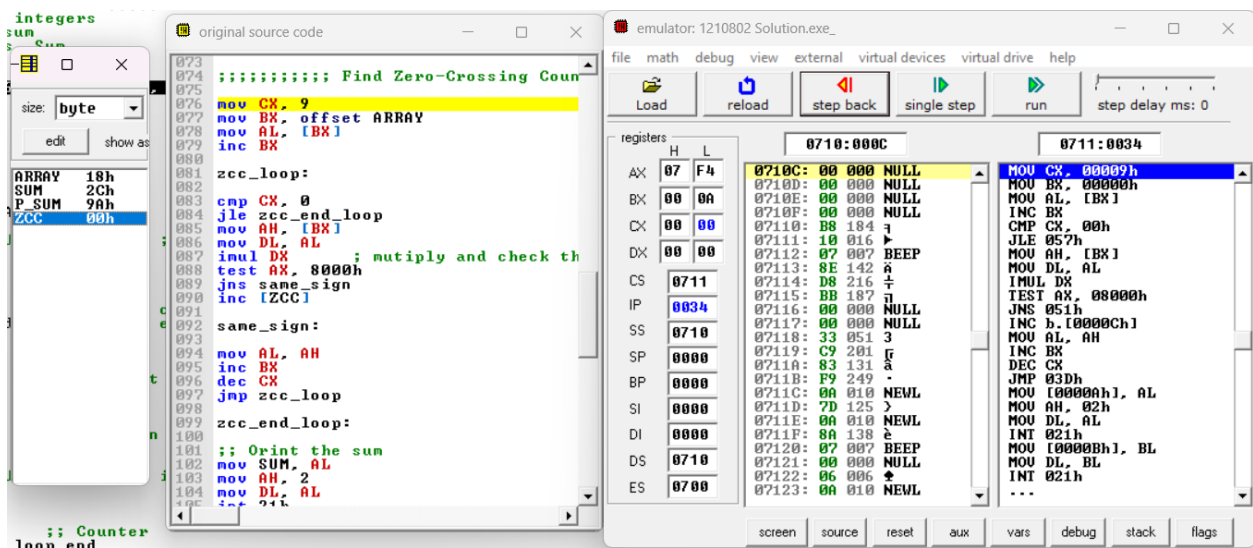 integers
sum
s Sum
size: byte
edit show as
ARRAY 18h
SUM 2Ch
P_SUM 9Ah
ZCC 00h
;; Counter
loop end
original source code
073
074 ;;;;;;;;;;; Find Zero-Crossing Coun
075
076 mov CX, 9
077 mov BX, offset ARRAY
078 mov AL, [BX]
079 inc BX
080
081 zcc_loop:
082
083 cmp CX, 0
084 jle zcc_end_loop
085 mov AH, [BX]
086 mov DL, AL
087 imul DX ; mutiply and check th
088 test AX, 8000h
089 jns same_sign
090 inc [ZCC]
091
092 same_sign:
093
094 mov AL, AH
095 inc BX
096 dec CX
097 jmp zcc_loop
098
099 zcc_end_loop:
100
101 ;; Orint the sum
102 mov SUM, AL
103 mov AH, 2
104 mov DL, AL
105 int 21h
emulator: 1210802 Solution.exe_
file math debug view external virtual devices virtual drive help
Load reload step back single step run step delay ms: 0
registers
H L
AX 07 F4
BX 00 0A
CX 00 00
DX 00 00
CS 0711
IP 0034
SS 0710
SP 0000
BP 0000
SI 0000
DI 0000
DS 0710
ES 0700
0710:000C
0710C: 00 000 NULL
0710D: 00 000 NULL
0710E: 00 000 NULL
0710F: 00 000 NULL
07110: B8 184 ╕
07111: 10 016 ►
07112: 07 007 BEEP
07113: 8E 142 Ä
07114: D8 216 ╪
07115: BB 187 ╗
07116: 00 000 NULL
07117: 00 000 NULL
07118: 33 051 3
07119: C9 201 ╔
0711A: 83 131 â
0711B: F9 249 ·
0711C: 0A 010 NEWL
0711D: 7D 125 }
0711E: 0A 010 NEWL
0711F: 8A 138 è
07120: 07 007 BEEP
07121: 00 000 NULL
07122: 06 006 ♠
07123: 0A 010 NEWL
0711:0034
MOV CX, 00009h
MOV BX, 00000h
MOV AL, [BX]
INC BX
CMP CX, 00h
JLE 057h
MOV AH, [BX]
MOV DL, AL
IMUL DX
TEST AX, 08000h
JNS 051h
INC b.[0000Ch]
MOV AL, AH
INC BX
DEC CX
JMP 03Dh
MOV [0000Ah], AL
MOV AH, 02h
MOV DL, AL
INT 021h
MOV [0000Bh], BL
MOV DL, BL
INT 021h
...
screen source reset aux vars debug stack flags